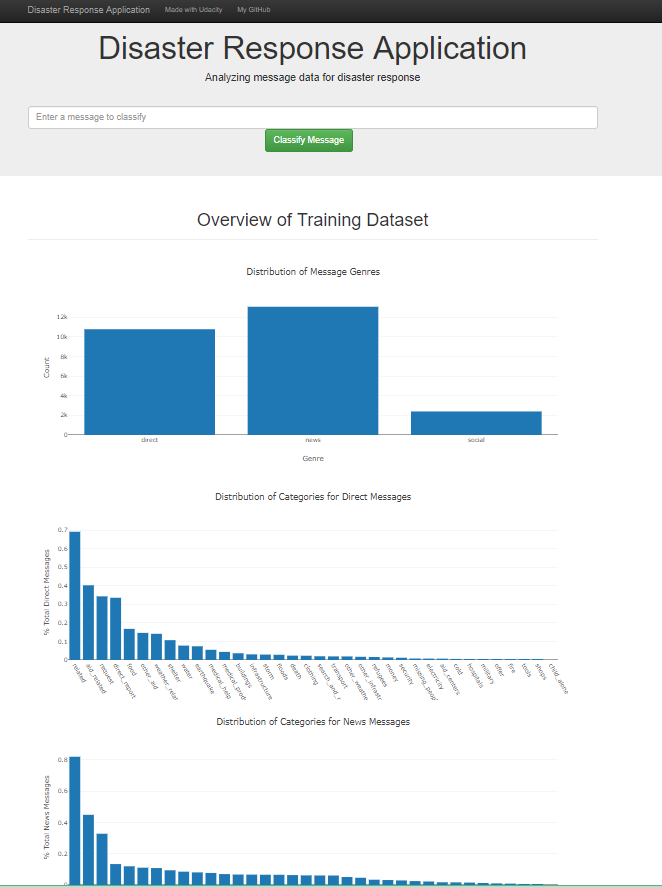 Disaster Response Application Made with Udacity My GitHub
Disaster Response Application
Analyzing message data for disaster response
Enter a message to classify
Classify Message
Overview of Training Dataset
Distribution of Message Genres
12k
10k
8k
6k
4k
2k
0
Count
direct news social
Genre
Distribution of Categories for Direct Messages
0.7
0.6
0.5
0.4
0.3
0.2
0.1
0
% Total Direct Messages
related
aid_related
request
direct_report
food
other_aid
weather_relat
shelter
water
earthquake
medical_help
medical_prod
buildings
infrastructure
storm
floods
death
clothing
search_and_r
transport
other_weathe
other_infrastr
refugees
money
security
missing_peopl
electricity
aid_centers
cold
hospitals
military
offer
fire
tools
shops
child_alone
Distribution of Categories for News Messages
0.8
0.6
0.4
0.2
0
% Total News Messages